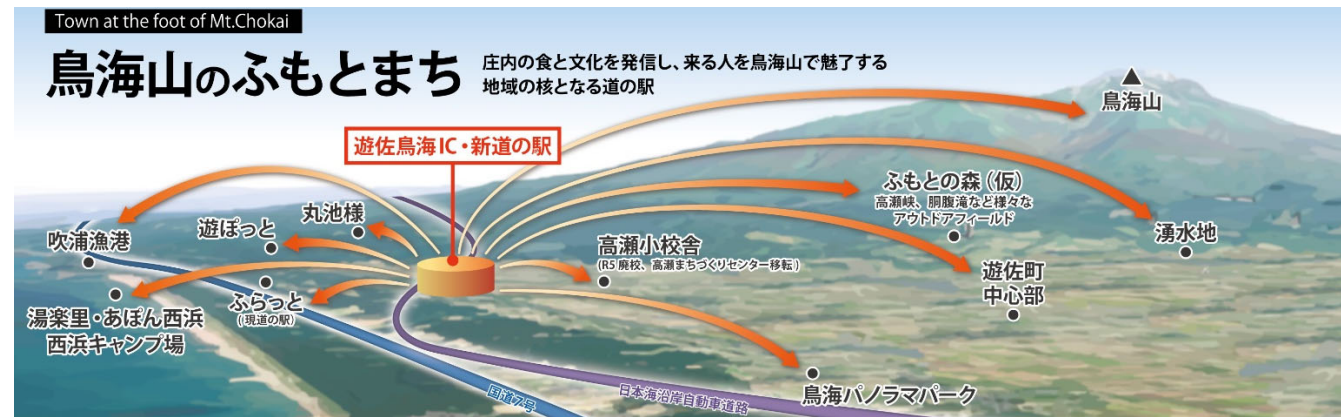 Town at the foot of Mt.Chokai
鳥海山のふもとまち
庄内の食と文化を発信し、来る人を鳥海山で魅了する
地域の核となる道の駅
鳥海山
遊佐鳥海IC・新道の駅
ふもとの森（仮）
高瀬峡、胴腹滝など様々な
アウトドアフィールド
丸池様
遊ぽっと
吹浦漁港
高瀬小校舎
(R5廃校、高瀬まちづくりセンター移転)
湧水地
遊佐町
中心部
ふらっと
(現道の駅)
湯楽里・あぽん西浜
西浜キャンプ場
鳥海パノラマパーク
国道7号
日本海沿岸自動車道路